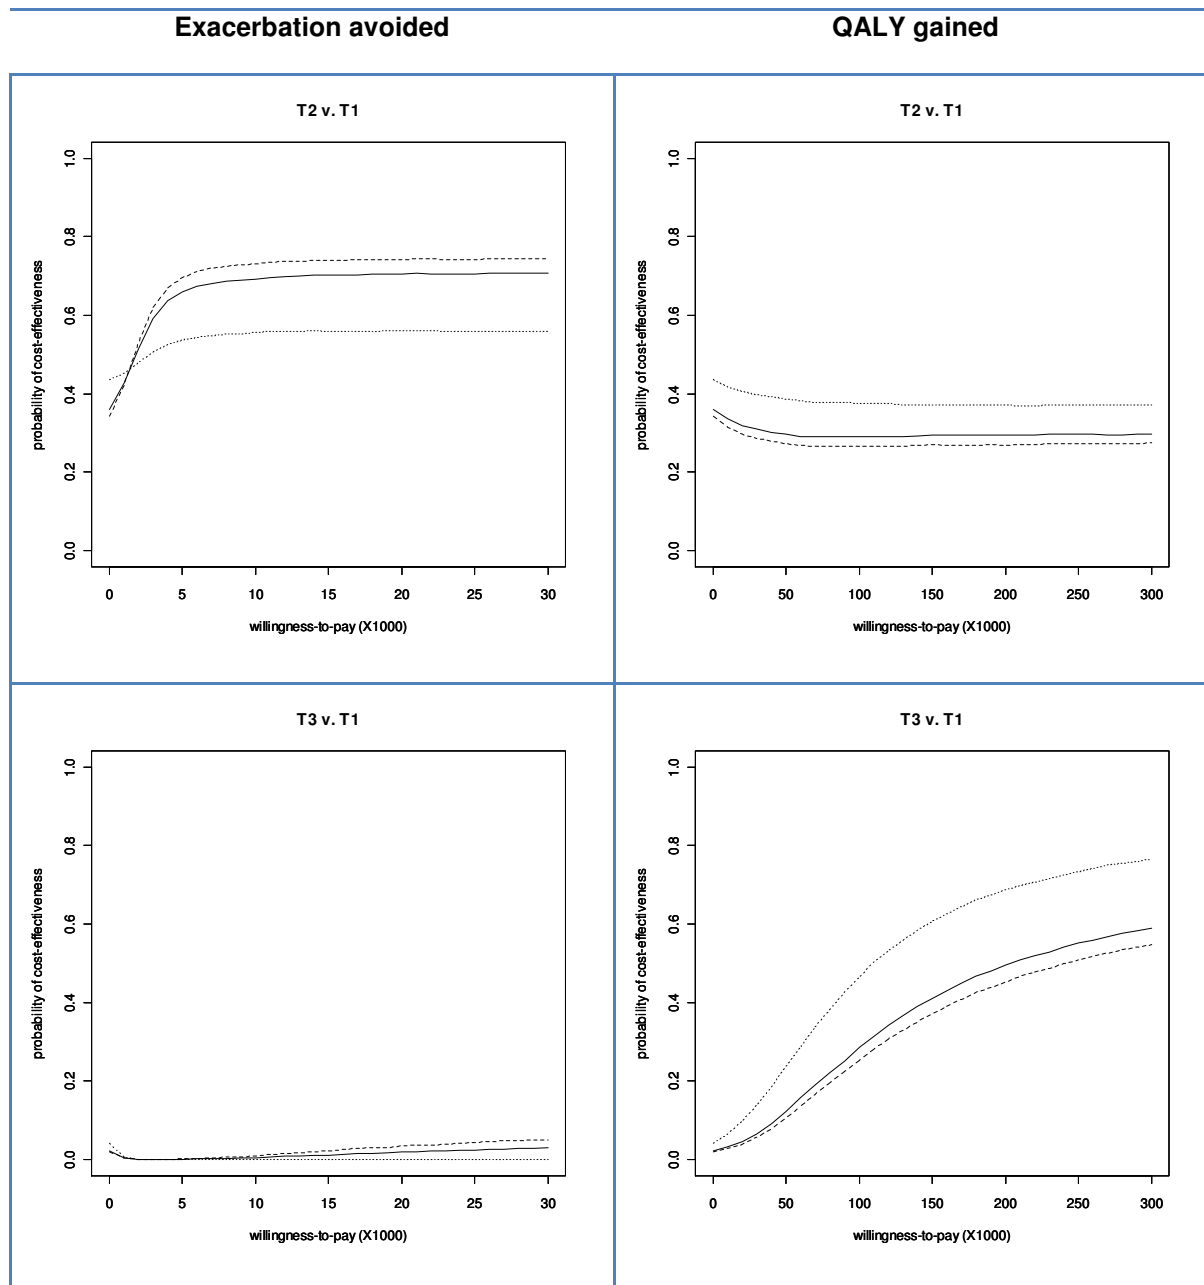 Exacerbation avoided
QALY gained
T2 v. T1
probability of cost-effectiveness
1.0
0.8
0.6
0.4
0.2
0.0
0 5 10 15 20 25 30
willingness-to-pay (X1000)
T2 v. T1
probability of cost-effectiveness
1.0
0.8
0.6
0.4
0.2
0.0
0 50 100 150 200 250 300
willingness-to-pay (X1000)
T3 v. T1
probability of cost-effectiveness
1.0
0.8
0.6
0.4
0.2
0.0
0 5 10 15 20 25 30
willingness-to-pay (X1000)
T3 v. T1
probability of cost-effectiveness
1.0
0.8
0.6
0.4
0.2
0.0
0 50 100 150 200 250 300
willingness-to-pay (X1000)